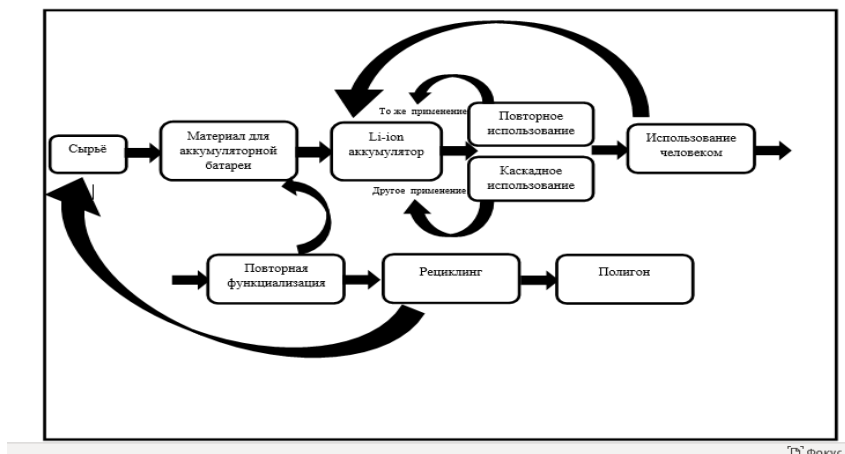 То же применение
Повторное
использование
Сырьё
Материал для
аккумуляторной
батареи
Li-ion
аккумулятор
Использование
человеком
Другое применение
Каскадное
использование
Повторная
функциализация
Рециклинг
Полигон
Фокус